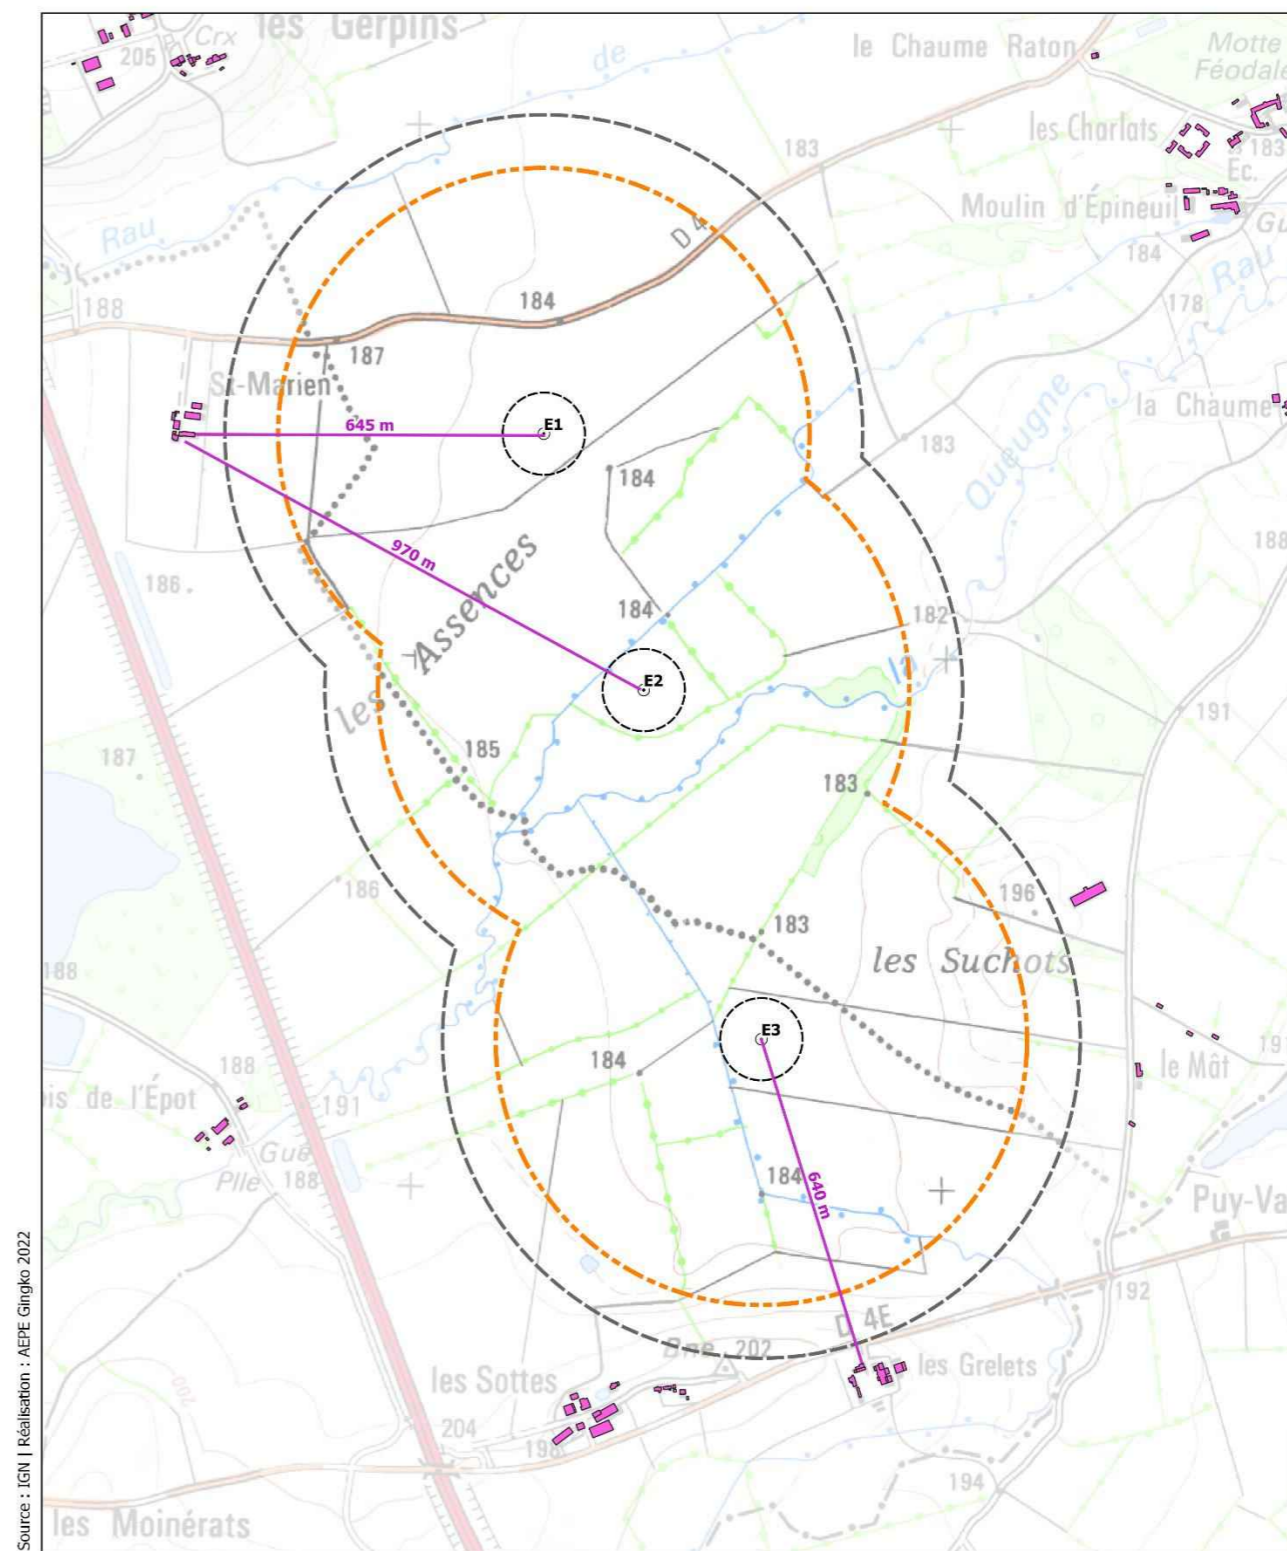 les Gerpins
Crx
205
de
le Chaume Raton
Motte
Féodale
les Charlats
183
183
Ec.
Moulin d'Épineuil
Rau
D 4
184
Rau
188
184
178
187
St-Marien
la Chaume
645 m
E1
183
184
Queugne
970 m
188
les Assences
186
184
182
la
E2
191
187
185
183
186
196
183
les Suchots
188
E3
184
le Mât
188
191
is de l'Épot
Gué
Plle
188
184
640 m
Puy-Va
192
D 4E
Bne 202
les Grelets
les Sottes
204
198
194
les Moinérats
Source : IGN | Réalisation : AEPE Gingko 2022